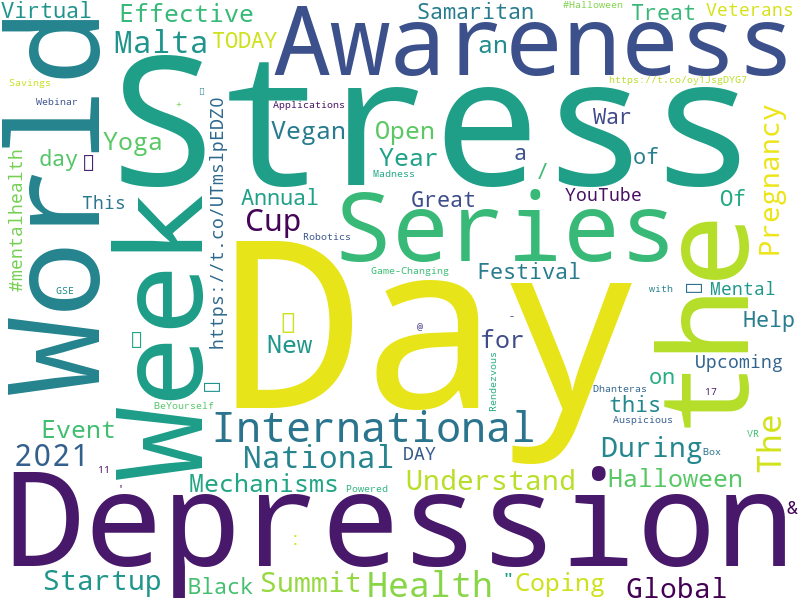 Virtual
Effective
Samaritan
#Halloween
Treat
Veterans
Malta
TODAY
Awareness
an
World
Stress
https://t.co/oylJsgDYG7
Savings
Webinar
+
Applications
Week
https://t.co/UTmslpEDZO
Yoga
Vegan
Open
War
Pregnancy
day
Year
a
of
Madness
/
#mentalhealth
This
Annual
Great
YouTube
Of
Cup
Series
the
Robotics
Game-Changing
Festival
GSE
Day
with
Mental
Help
@
-
New
for
Upcoming
Rendezvous
on
Dhanteras
17
BeYourself
this
Auspicious
Event
International
The
VR
2021
National
DAY
During
Box
11
Depression
'
Mechanisms
Powered
Understand
Halloween
&
:
Startup
Black
Summit
Health
"
Coping
Global